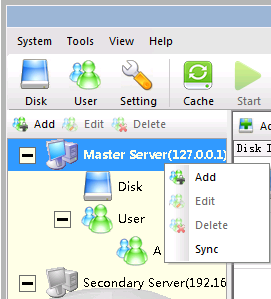 System Tools View Help
Disk User Setting Cache Start
Add Edit Delete
Disk I
Master Server(127.0.0.1)
Add
Disk
Edit
User
Delete
A
Sync
Secondary Server(192.16